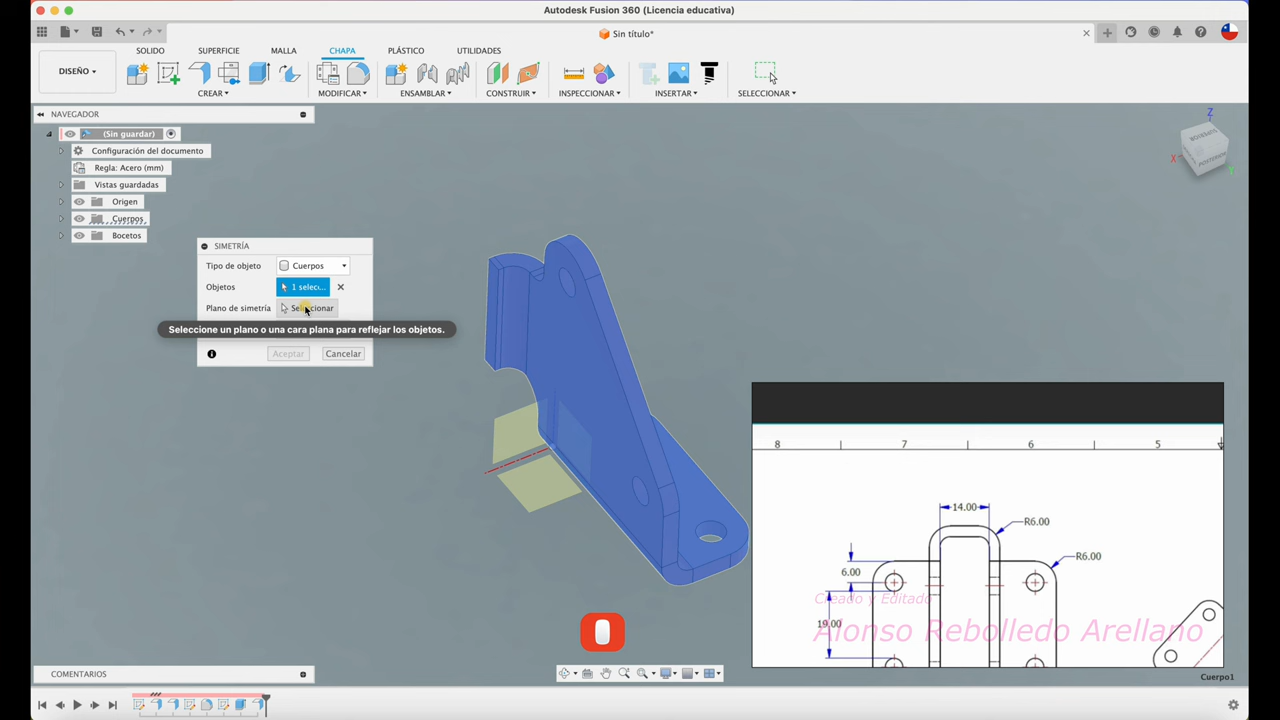 Autodesk Fusion 360 (Licencia educativa)
Sin título*
SOLIDO SUPERFICIE MALLA CHAPA PLÁSTICO UTILIDADES
DISEÑO
CREAR MODIFICAR ENSAMBLAR CONSTRUIR INSPECCIONAR INSERTAR SELECCIONAR
NAVEGADOR
(Sin guardar)
Configuración del documento
Regla: Acero (mm)
Vistas guardadas
Origen
Cuerpos
Bocetos
Z
X
Y
POSTERIOR
SIMETRÍA
Tipo de objeto Cuerpos
Objetos 1 selecc...
Plano de simetría Seleccionar
Seleccione un plano o una cara plana para reflejar los objetos.
Aceptar Cancelar
8 7 6 5
14.00
R6.00
R6.00
6.00
19.00
Creado y Editado
Alonso Rebolledo Arellano
COMENTARIOS
Cuerpo1